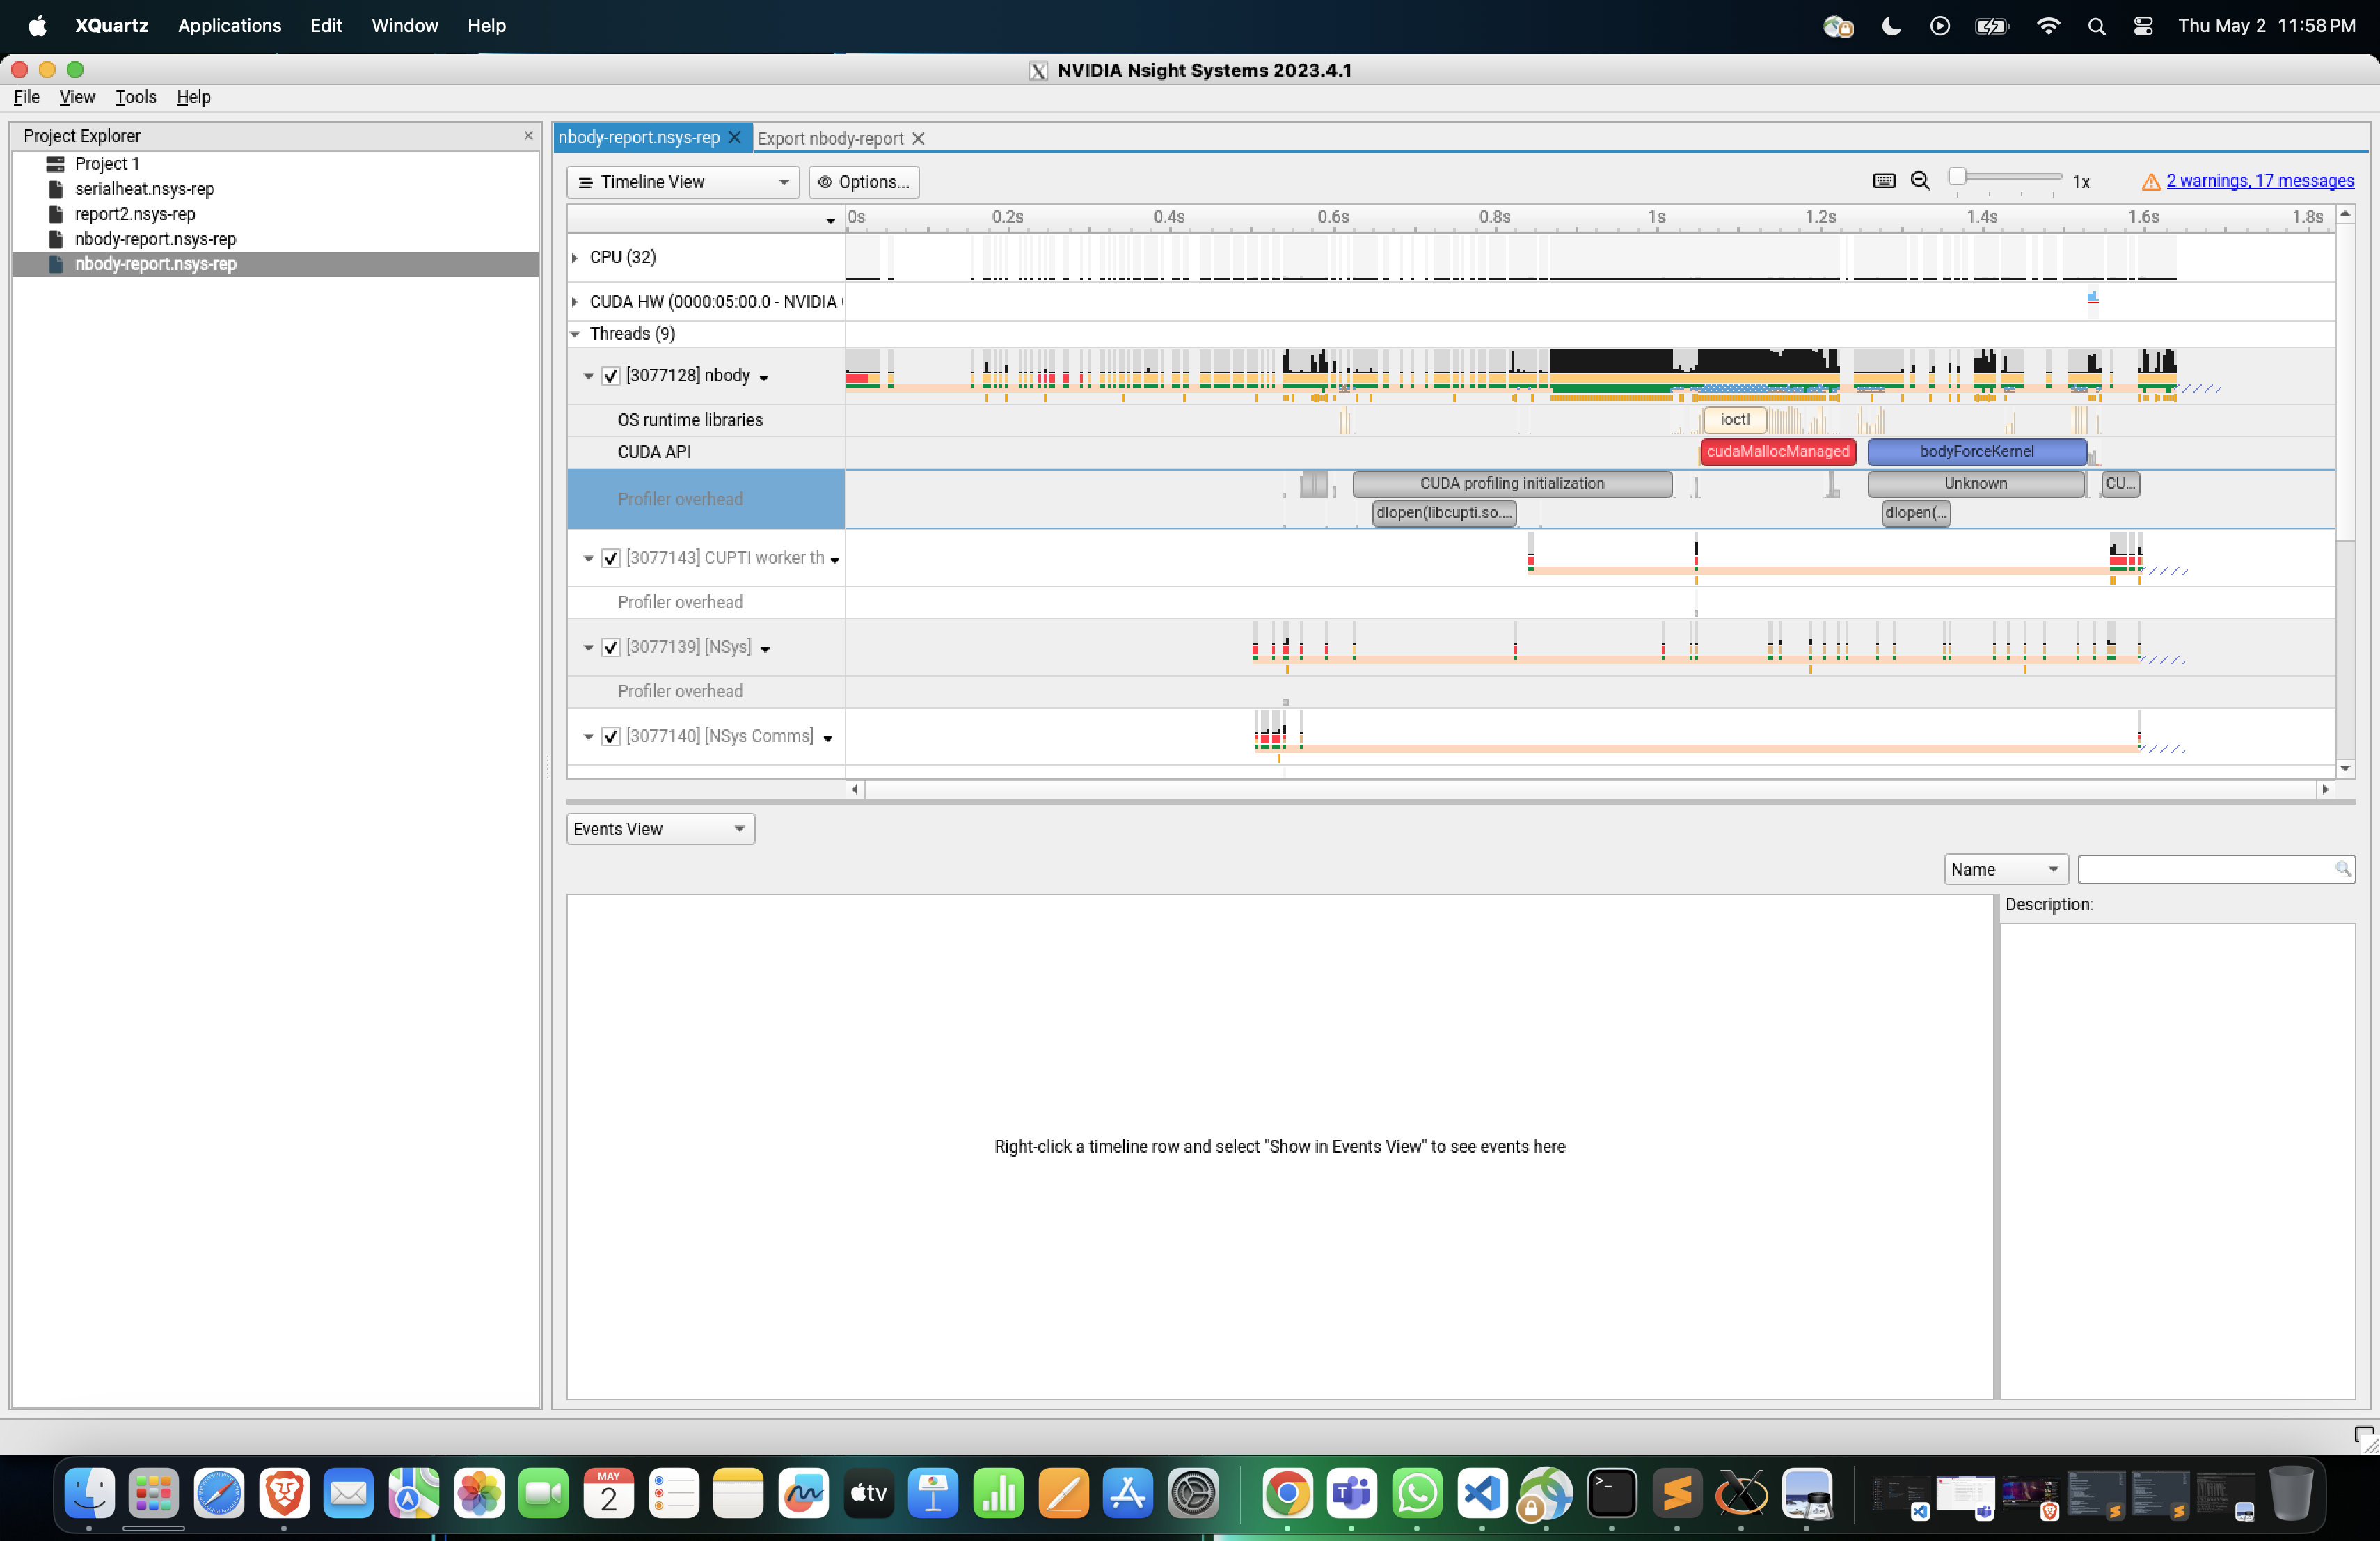 XQuartz Applications Edit Window Help Thu May 2 11:58 PM
NVIDIA Nsight Systems 2023.4.1
File View Tools Help
Project Explorer
Project 1
serialheat.nsys-rep
report2.nsys-rep
nbody-report.nsys-rep
nbody-report.nsys-rep
nbody-report.nsys-rep Export nbody-report
Timeline View Options... 1x 2 warnings, 17 messages
0s 0.2s 0.4s 0.6s 0.8s 1s 1.2s 1.4s 1.6s 1.8s
CPU (32)
CUDA HW (0000:05:00.0 - NVIDIA
Threads (9)
[3077128] nbody
OS runtime libraries ioctl
CUDA API cudaMallocManaged bodyForceKernel
Profiler overhead CUDA profiling initialization Unknown CU...
dlopen(libcupti.so.... dlopen(...
[3077143] CUPTI worker th
Profiler overhead
[3077139] [NSys]
Profiler overhead
[3077140] [NSys Comms]
Events View
Name
Description:
Right-click a timeline row and select "Show in Events View" to see events here
MAY
2
tv